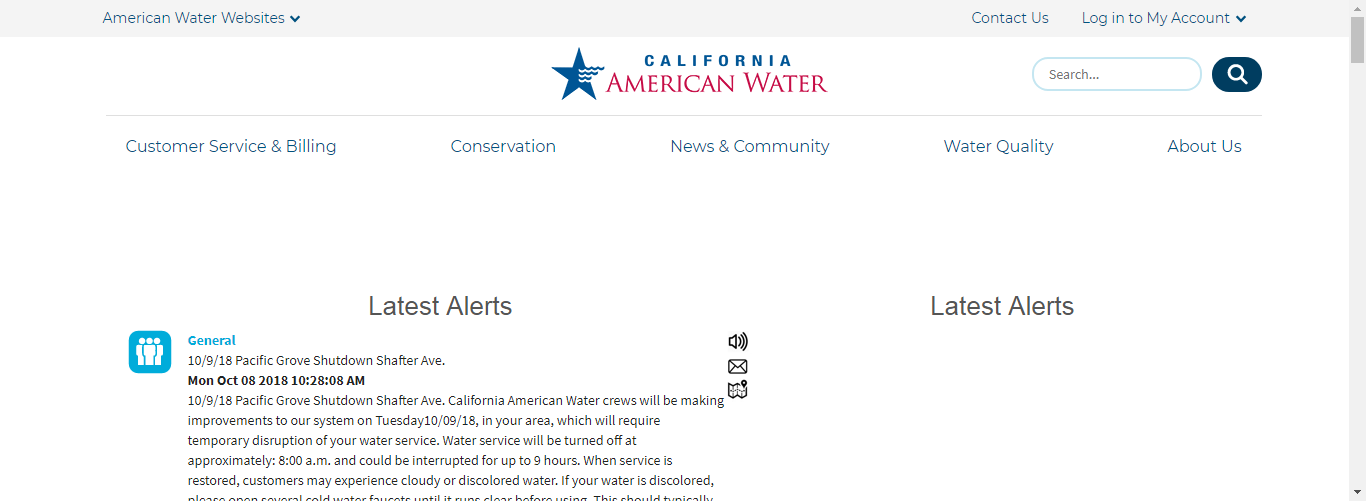 American Water Websites
Contact Us
Log in to My Account
CALIFORNIA
AMERICAN WATER
Search...
Customer Service & Billing
Conservation
News & Community
Water Quality
About Us
Latest Alerts
General
10/9/18 Pacific Grove Shutdown Shafter Ave.
Mon Oct 08 2018 10:28:08 AM
10/9/18 Pacific Grove Shutdown Shafter Ave. California American Water crews will be making
improvements to our system on Tuesday10/09/18, in your area, which will require
temporary disruption of your water service. Water service will be turned off at
approximately: 8:00 a.m. and could be interrupted for up to 9 hours. When service is
restored, customers may experience cloudy or discolored water. If your water is discolored,
please open several cold water faucets until it runs clear before using. This should typically
Latest Alerts